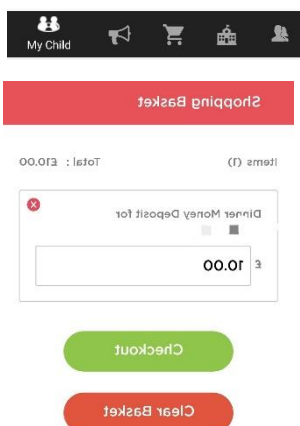 My Child
Shopping Basket
Items (1) Total : £10.00
Dinner Money Deposit for
£ 10.00
Checkout
Clear Basket